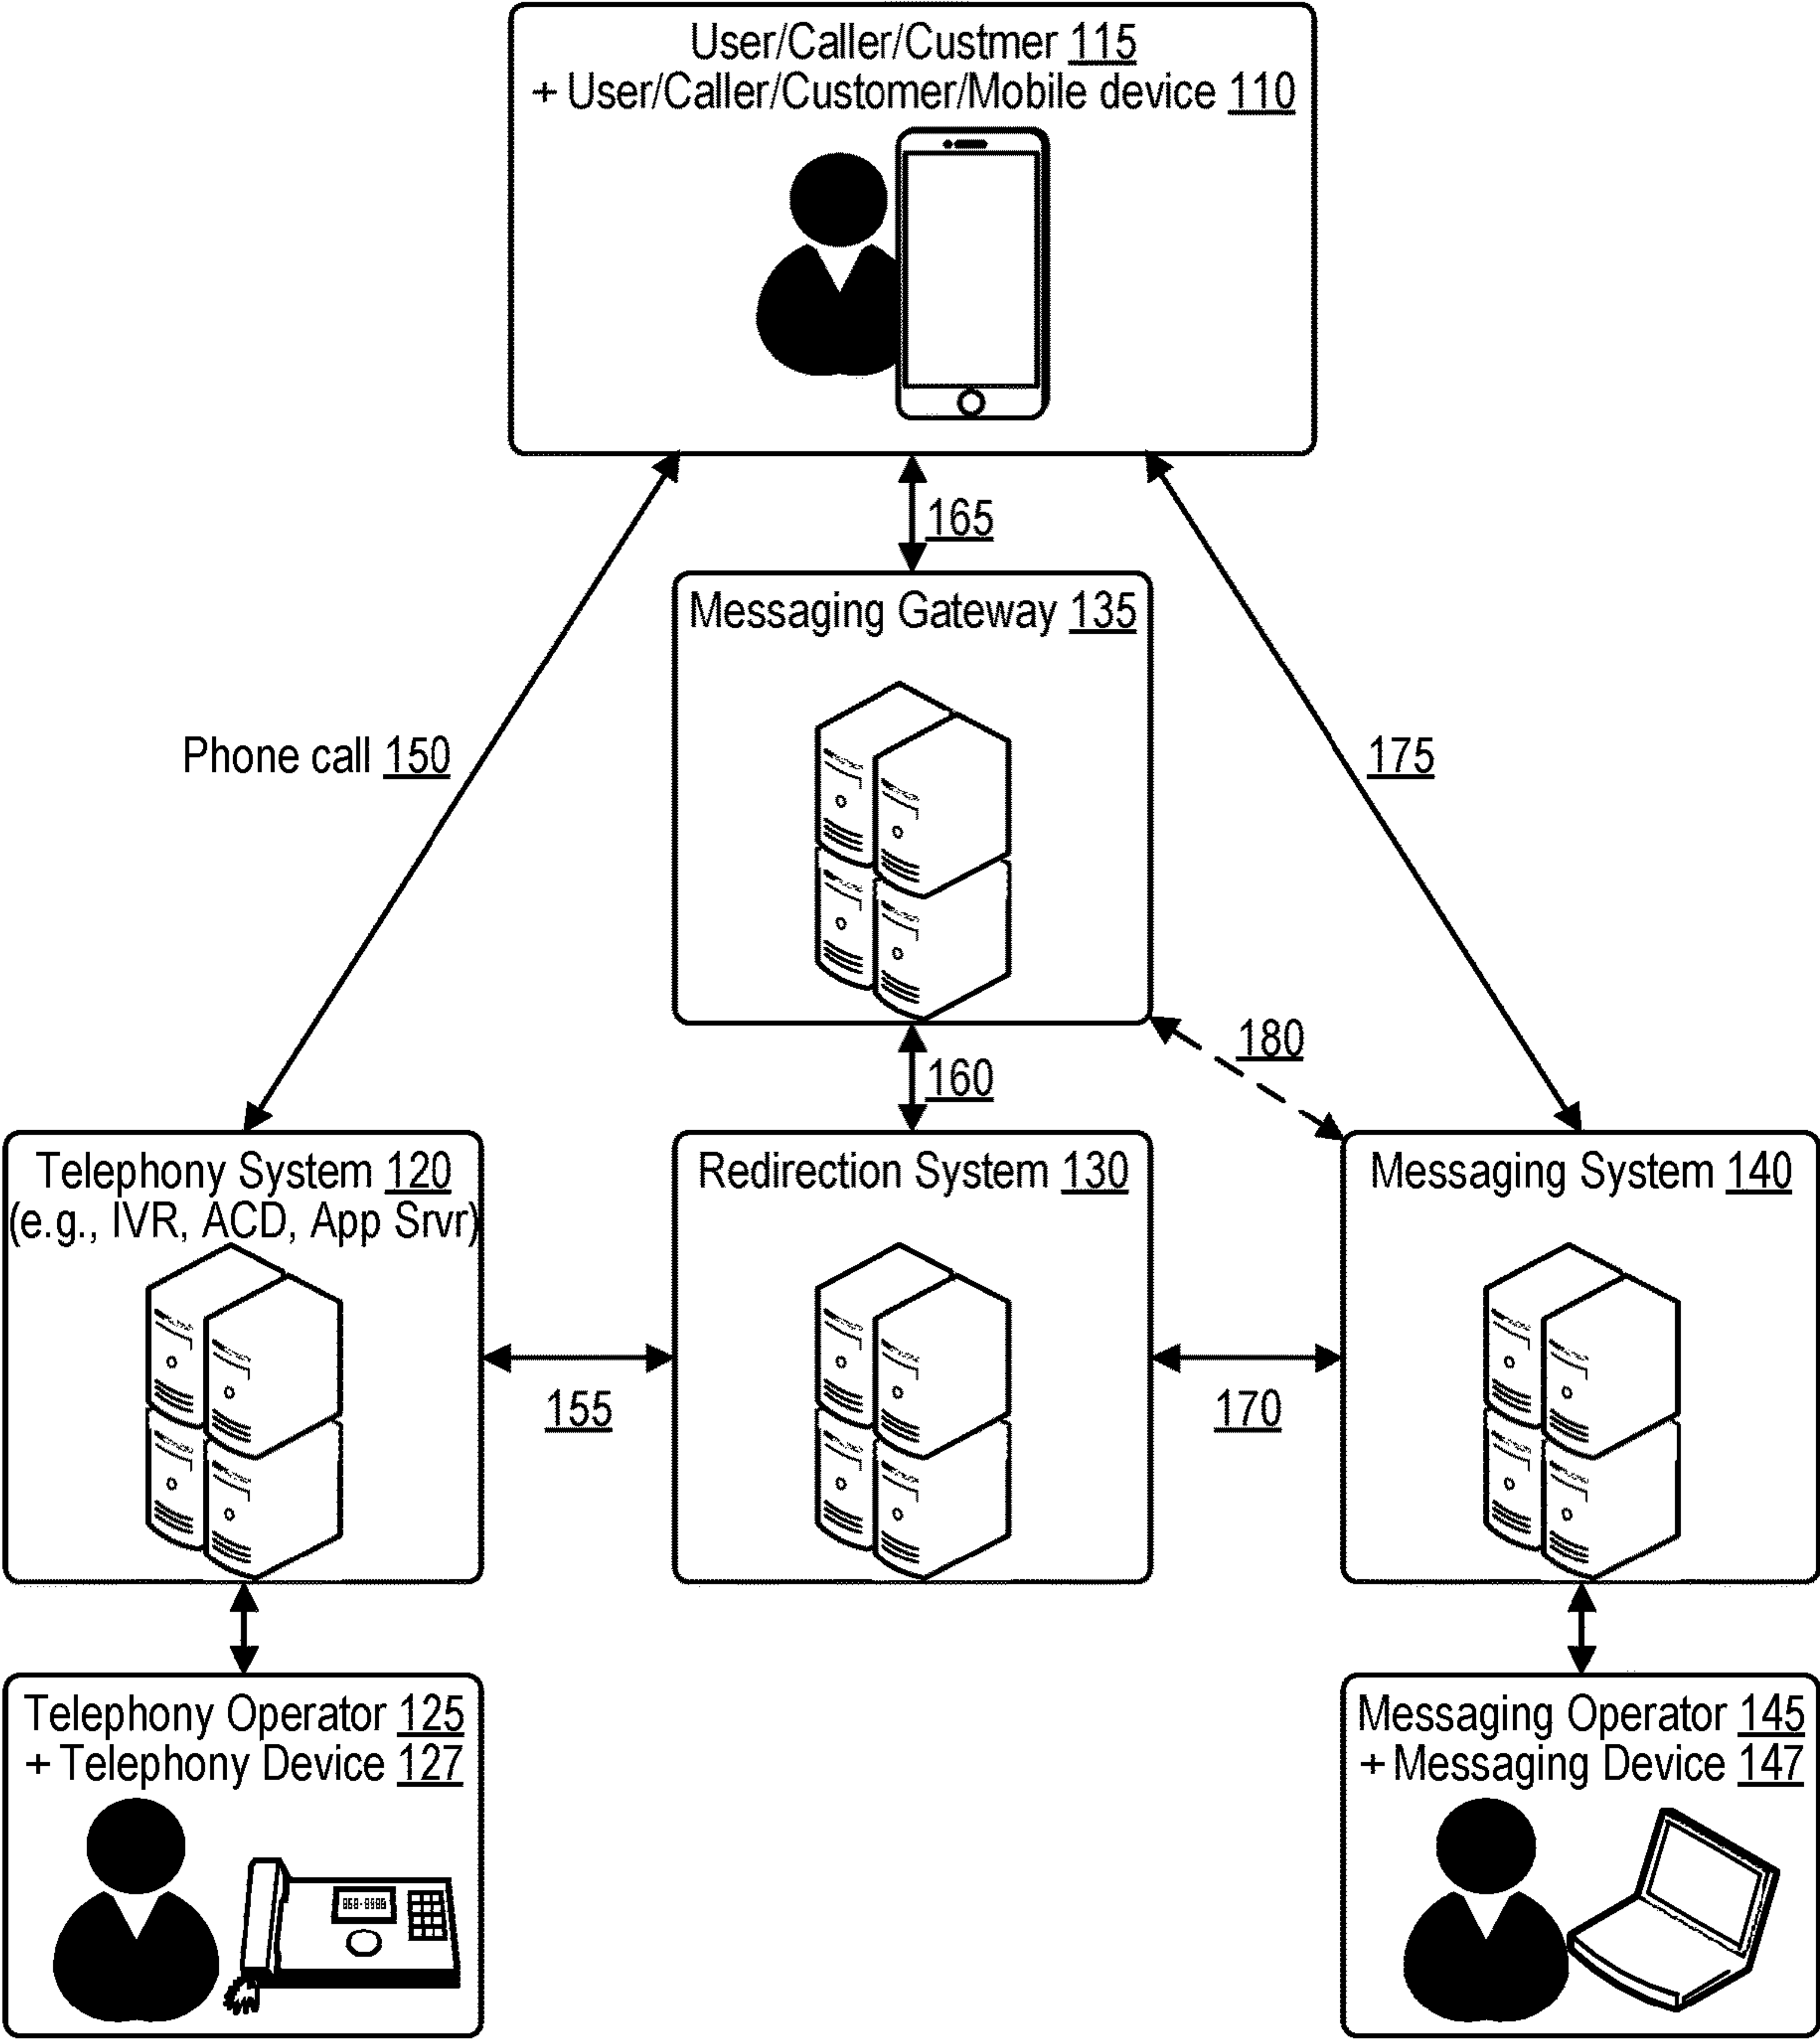 User/Caller/Custmer 115
+ User/Caller/Customer/Mobile device 110
165
Messaging Gateway 135
Phone call 150
175
180
160
Telephony System 120
(e.g., IVR, ACD, App Srvr)
Redirection System 130
Messaging System 140
155
170
Telephony Operator 125
+ Telephony Device 127
Messaging Operator 145
+ Messaging Device 147